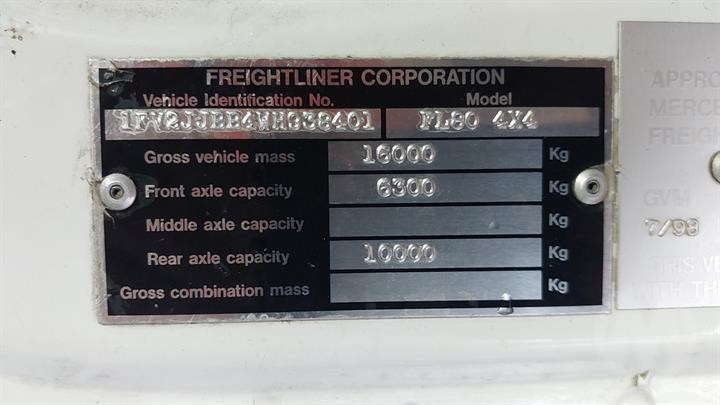 FREIGHTLINER CORPORATION
Vehicle Identification No. Model
1FV2JJBB4WH938401 FL80 4X4
Gross vehicle mass 16000 Kg
Front axle capacity 6300 Kg
Middle axle capacity Kg
Rear axle capacity 10000 Kg
Gross combination mass Kg
GVM
7/98
THIS